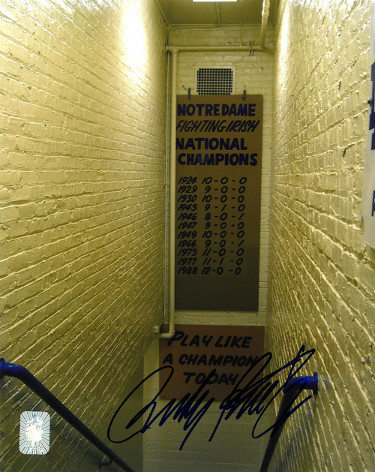 NOTRE DAME
FIGHTING IRISH
NATIONAL
CHAMPIONS
1924 10-0-0
1929 9-0-0
1930 10-0-0
1943 9-1-0
1946 8-0-1
1947 9-0-0
1949 10-0-0
1966 9-0-1
1973 11-0-0
1977 11-1-0
1988 12-0-0
PLAY LIKE
A CHAMPION
TODAY